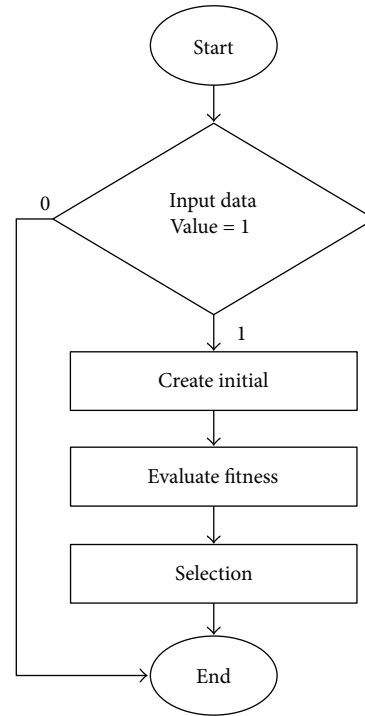 Start
0
Input data
Value = 1
1
Create initial
Evaluate fitness
Selection
End